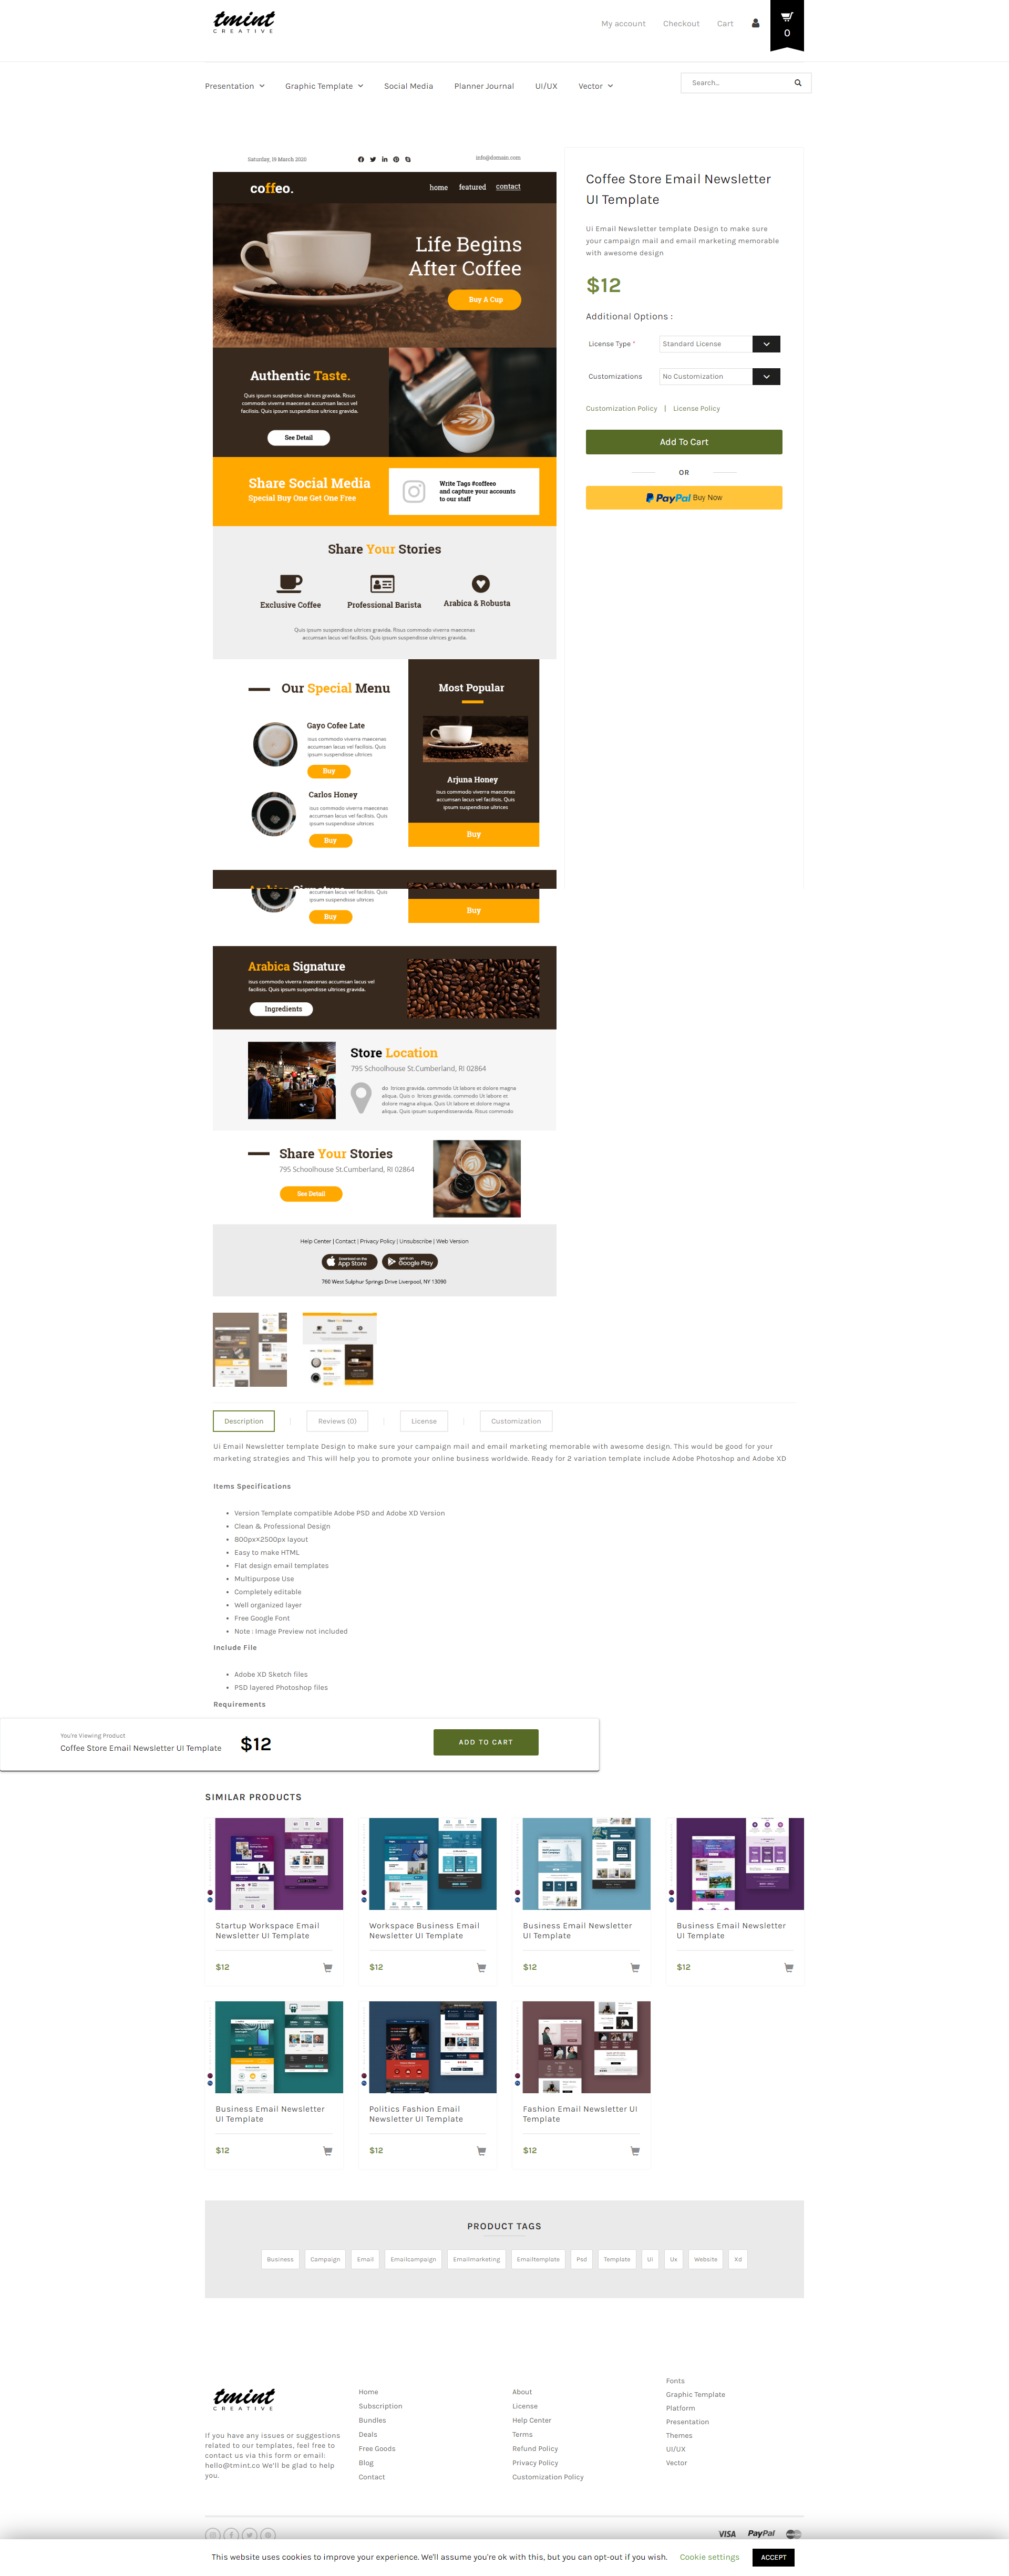 tmint
CREATIVE
My account Checkout Cart
0
Presentation Graphic Template Social Media Planner Journal UI/UX Vector
Search...
Saturday, 19 March 2020
info@domain.com
coffeo.
home featured contact
Life Begins
After Coffee
Buy A Cup
Authentic Taste.
Quis ipsum suspendisse ultrices gravida. Risus
commodo viverra maecenas accumsan lacus vel
facilisis. Quis ipsum suspendisse ultrices gravida.
See Detail
Share Social Media
Special Buy One Get One Free
Write Tags #coffeeo
and capture your accounts
to our staff
Share Your Stories
Exclusive Coffee
Professional Barista
Arabica & Robusta
Quis ipsum suspendisse ultrices gravida. Risus commodo viverra maecenas
accumsan lacus vel facilisis. Quis ipsum suspendisse ultrices gravida.
Our Special Menu
Gayo Cofee Late
isus commodo viverra maecenas
accumsan lacus vel facilisis. Quis
ipsum suspendisse ultrices
Buy
Carlos Honey
isus commodo viverra maecenas
accumsan lacus vel facilisis. Quis
ipsum suspendisse ultrices
Buy
Most Popular
Arjuna Honey
isus commodo viverra maecenas
accumsan lacus vel facilisis. Quis
ipsum suspendisse ultrices
Buy
Arabica Signature
accumsan lacus vel facilisis. Quis
ipsum suspendisse ultrices
Buy
Buy
Arabica Signature
isus commodo viverra maecenas accumsan lacus vel
facilisis. Quis ipsum suspendisse ultrices gravida.
Ingredients
Store Location
795 Schoolhouse St.Cumberland, RI 02864
do ltrices gravida. commodo Ut labore et dolore magna
aliqua. Quis o ltrices gravida. commodo Ut labore et
dolore magna aliqua. Quis Ut labore et dolore magna
aliqua. Quis ipsum suspendisseravida. Risus commodo
Share Your Stories
795 Schoolhouse St.Cumberland, RI 02864
See Detail
Help Center | Contact | Privacy Policy | Unsubscribe | Web Version
Download on the
App Store
GET IT ON
Google Play
760 West Sulphur Springs Drive Liverpool, NY 13090
Coffee Store Email Newsletter
UI Template
Ui Email Newsletter template Design to make sure
your campaign mail and email marketing memorable
with awesome design
$12
Additional Options :
License Type *
Standard License
Customizations
No Customization
Customization Policy | License Policy
Add To Cart
OR
PayPal Buy Now
Description Reviews (0) License Customization
Ui Email Newsletter template Design to make sure your campaign mail and email marketing memorable with awesome design. This would be good for your
marketing strategies and This will help you to promote your online business worldwide. Ready for 2 variation template include Adobe Photoshop and Adobe XD
Items Specifications
Version Template compatible Adobe PSD and Adobe XD Version
Clean & Professional Design
800px×2500px layout
Easy to make HTML
Flat design email templates
Multipurpose Use
Completely editable
Well organized layer
Free Google Font
Note : Image Preview not included
Include File
Adobe XD Sketch files
PSD layered Photoshop files
Requirements
You're Viewing Product
Coffee Store Email Newsletter UI Template
$12
ADD TO CART
SIMILAR PRODUCTS
Startup Workspace Email
Newsletter UI Template
$12
Workspace Business Email
Newsletter UI Template
$12
Business Email Newsletter
UI Template
$12
Business Email Newsletter
UI Template
$12
Business Email Newsletter
UI Template
$12
Politics Fashion Email
Newsletter UI Template
$12
Fashion Email Newsletter UI
Template
$12
PRODUCT TAGS
Business Campaign Email Emailcampaign Emailmarketing Emailtemplate Psd Template Ui Ux Website Xd
tmint
CREATIVE
If you have any issues or suggestions
related to our templates, feel free to
contact us via this form or email:
hello@tmint.co We'll be glad to help
you.
Home
Subscription
Bundles
Deals
Free Goods
Blog
Contact
About
License
Help Center
Terms
Refund Policy
Privacy Policy
Customization Policy
Fonts
Graphic Template
Platform
Presentation
Themes
UI/UX
Vector
VISA PayPal
This website uses cookies to improve your experience. We'll assume you're ok with this, but you can opt-out if you wish. Cookie settings ACCEPT